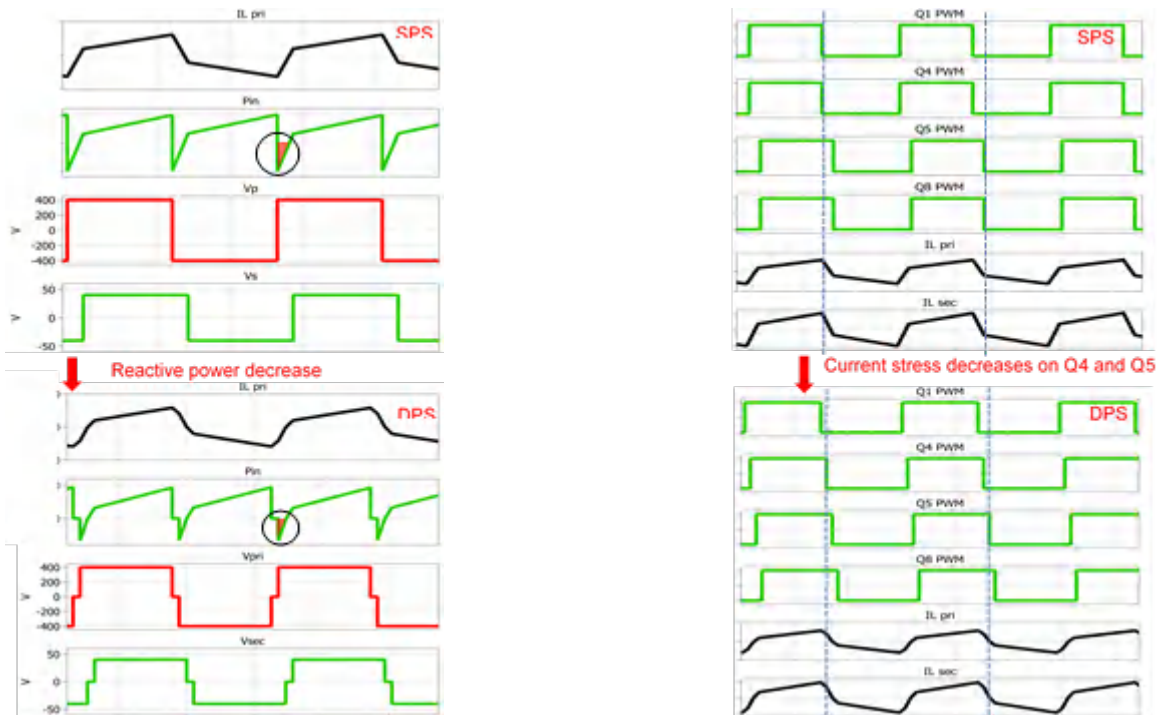 IL pri
SPS
Pin
Vp
400
200
0
-200
-400
V
Vs
50
0
-50
V
Reactive power decrease
IL pri
DPS
Pin
Vpri
400
200
0
-200
-400
V
Vsec
50
0
-50
V
Q1 PWM
SPS
Q4 PWM
Q5 PWM
Q8 PWM
IL pri
IL sec
Current stress decreases on Q4 and Q5
Q1 PWM
DPS
Q4 PWM
Q5 PWM
Q8 PWM
IL pri
IL sec